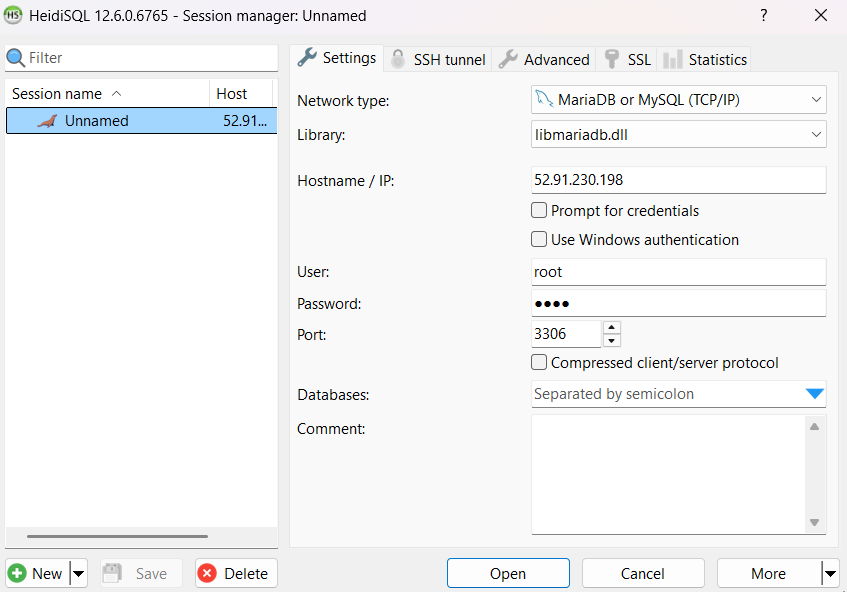 HS HeidiSQL 12.6.0.6765 - Session manager: Unnamed ?
Filter
Session name Host
Unnamed 52.91...
Settings SSH tunnel Advanced SSL Statistics
Network type: MariaDB or MySQL (TCP/IP)
Library: libmariadb.dll
Hostname / IP: 52.91.230.198
Prompt for credentials
Use Windows authentication
User: root
Password: ●●●●
Port: 3306
Compressed client/server protocol
Databases: Separated by semicolon
Comment:
New Save Delete Open Cancel More